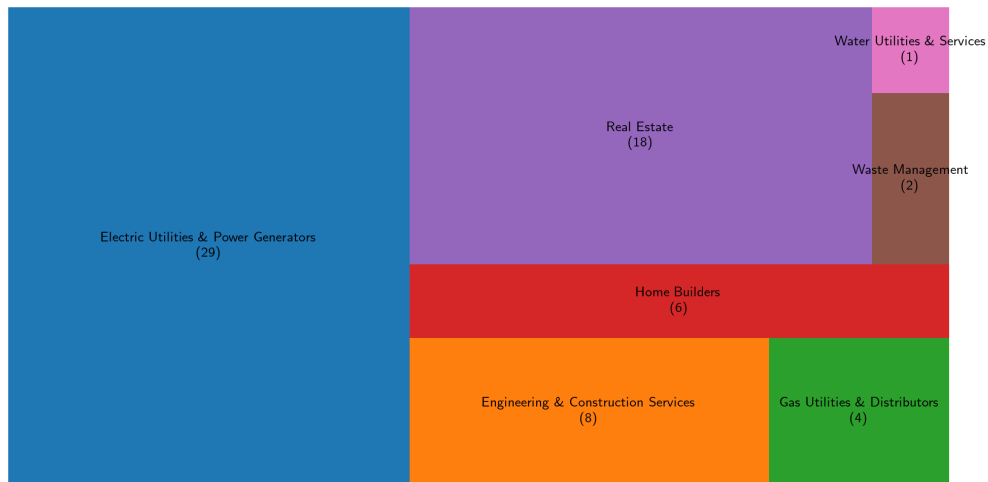 Water Utilities & Services
(1)
Real Estate
(18)
Waste Management
(2)
Electric Utilities & Power Generators
(29)
Home Builders
(6)
Engineering & Construction Services
(8)
Gas Utilities & Distributors
(4)